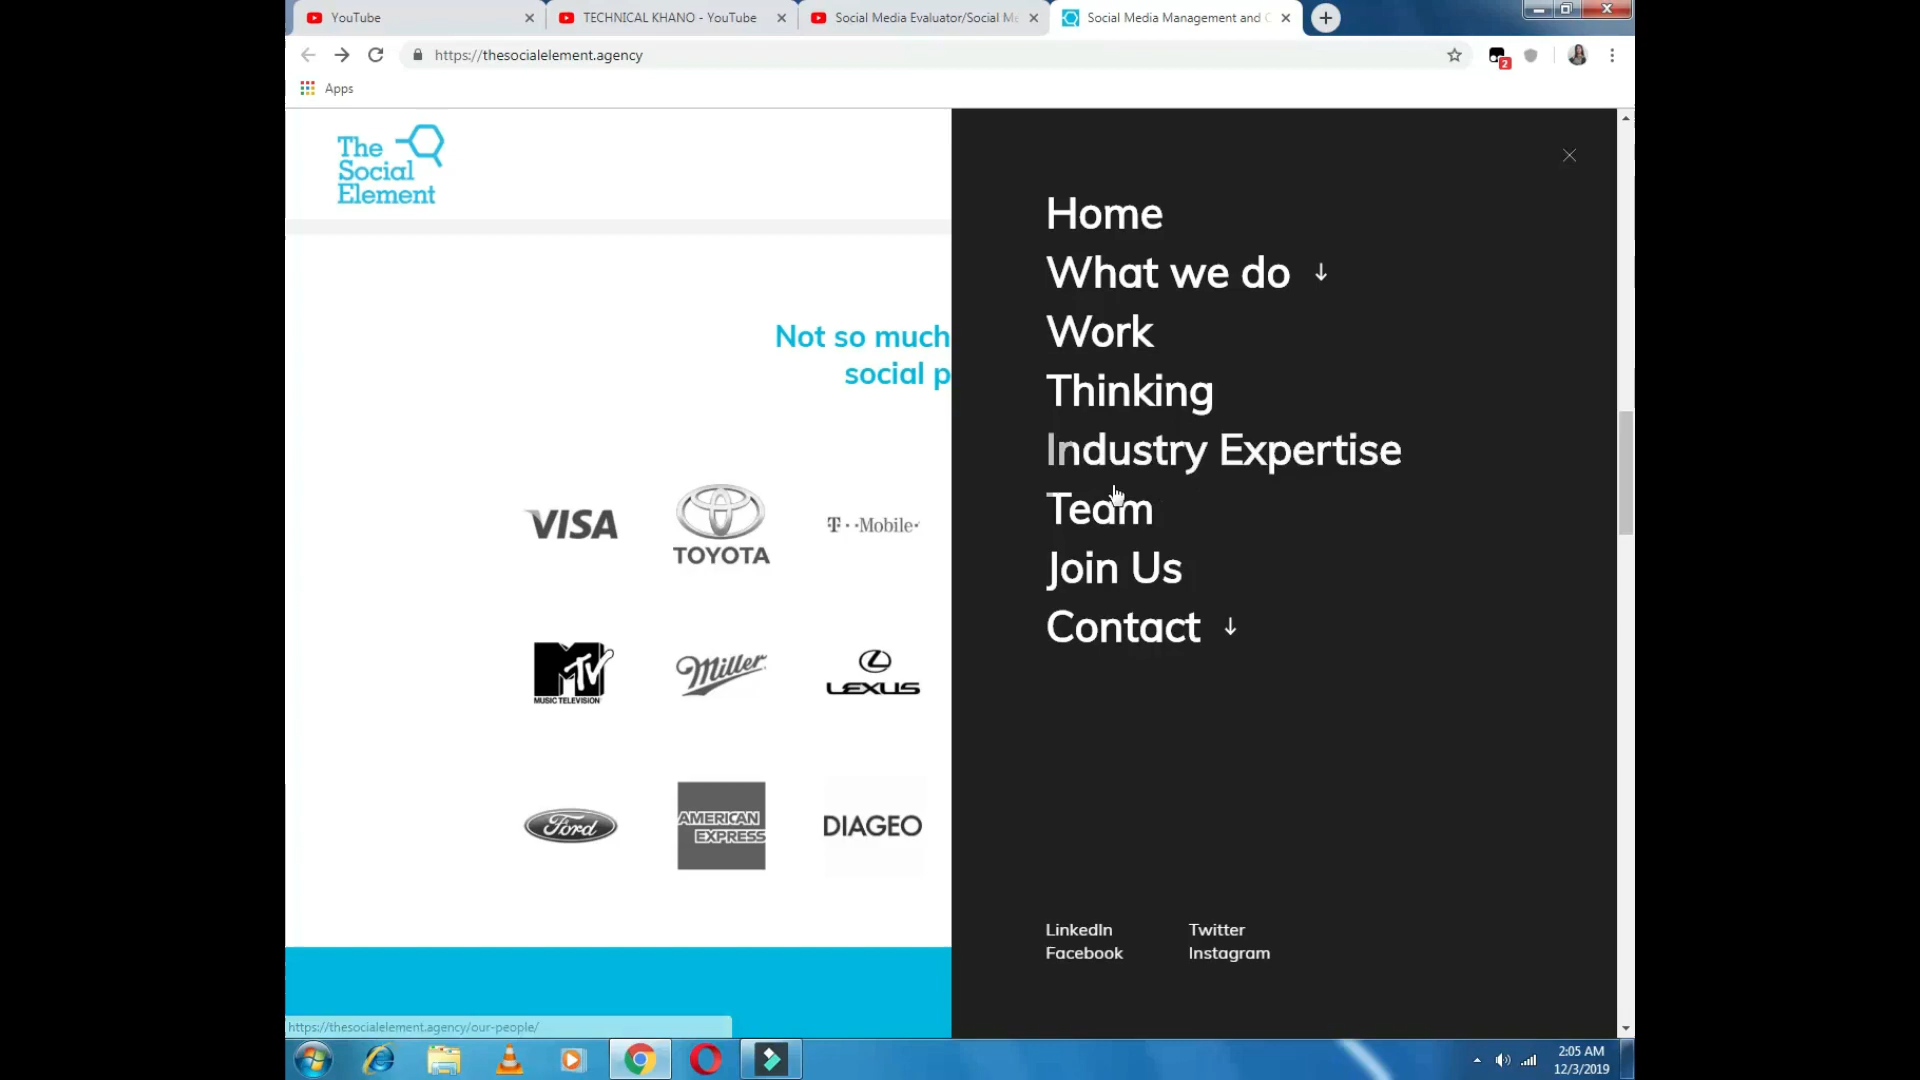 YouTube
TECHNICAL KHANO - YouTube
Social Media Evaluator/Social Me
Social Media Management and C
https://thesocialelement.agency
2
Apps
The
Social
Element
Home
What we do ↓
Work
Thinking
Industry Expertise
Team
Join Us
Contact ↓
Not so much
social p
VISA
TOYOTA
T··Mobile·
MTV
MUSIC TELEVISION
Miller
LEXUS
Ford
AMERICAN
EXPRESS
DIAGEO
LinkedIn
Twitter
Facebook
Instagram
https://thesocialelement.agency/our-people/
2:05 AM
12/3/2019